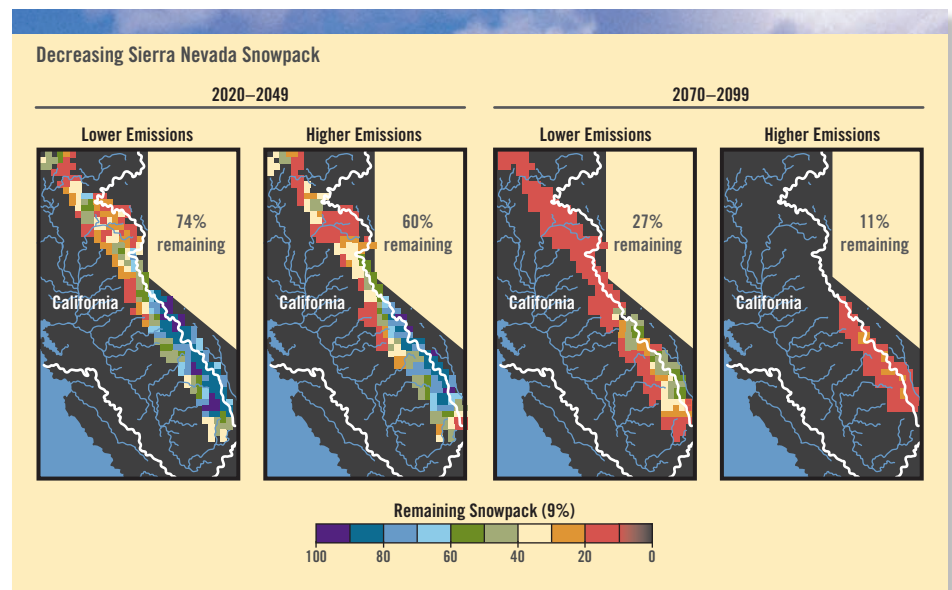 Decreasing Sierra Nevada Snowpack
2020–2049
2070–2099
Lower Emissions
Higher Emissions
Lower Emissions
Higher Emissions
74%
remaining
60%
remaining
27%
remaining
11%
remaining
California
California
California
California
Remaining Snowpack (9%)
100 80 60 40 20 0